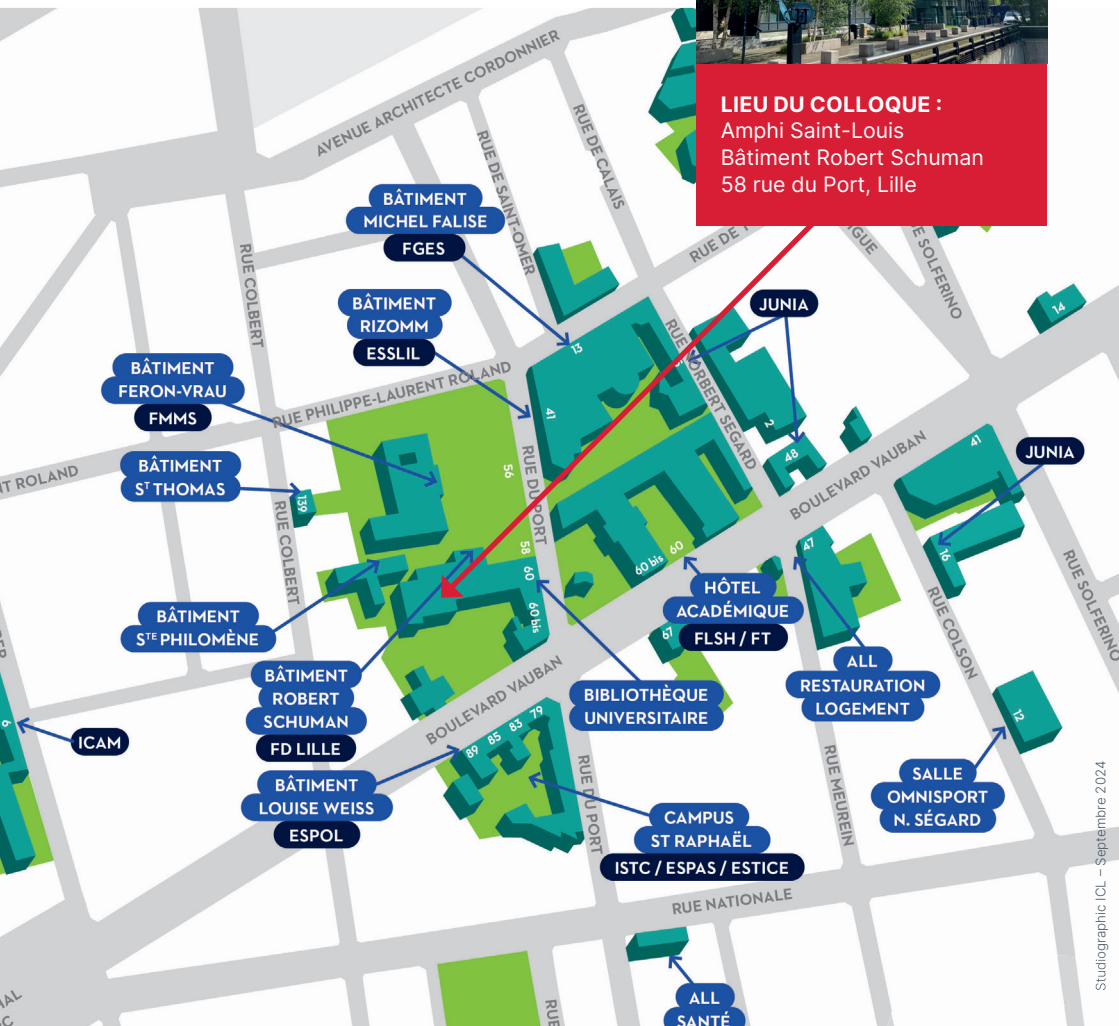 LIEU DU COLLOQUE :
Amphi Saint-Louis
Bâtiment Robert Schuman
58 rue du Port, Lille
AVENUE ARCHITECTE CORDONNIER
RUE DE SAINT-OMER
RUE DE CALAIS
RUE DE
RUE COLBERT
SOLFERINO
BÂTIMENT
MICHEL FALISE
FGES
BÂTIMENT
RIZOMM
ESSLIL
JUNIA
14
13
BÂTIMENT
FERON-VRAU
FMMS
RUE PHILIPPE-LAURENT ROLAND
RUE NORBERT SEGARD
41
2
48
BOULEVARD VAUBAN
41
JUNIA
ROLAND
BÂTIMENT
ST THOMAS
139
56
RUE DU PORT
RUE COLBERT
58
60
60 bis
60 bis
60
47
16
HÔTEL
ACADÉMIQUE
FLSH / FT
67
RUE COLSON
RUE SOLFERINO
BÂTIMENT
STE PHILOMÈNE
BÂTIMENT
ROBERT
SCHUMAN
FD LILLE
BIBLIOTHÈQUE
UNIVERSITAIRE
ALL
RESTAURATION
LOGEMENT
BOULEVARD VAUBAN
6
ICAM
89
85
83
79
12
BÂTIMENT
LOUISE WEISS
ESPOL
RUE DU PORT
RUE MEUREIN
SALLE
OMNISPORT
N. SÉGARD
CAMPUS
ST RAPHAËL
ISTC / ESPAS / ESTICE
RUE NATIONALE
ALL
SANTÉ
RUE
Studiographic ICL – Septembre 2024